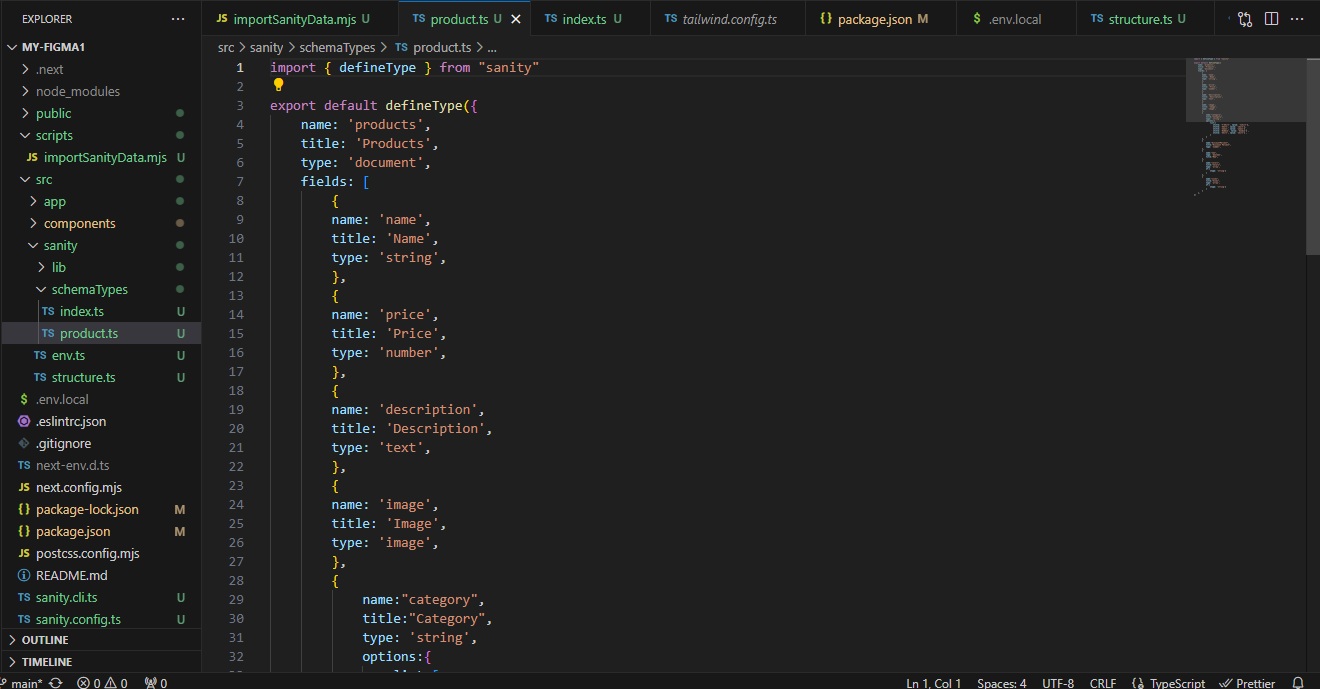 EXPLORER
MY-FIGMA1
.next
node_modules
public
scripts
JS importSanityData.mjs U
src
app
components
sanity
lib
schemaTypes
TS index.ts U
TS product.ts U
TS env.ts U
TS structure.ts U
$ .env.local
.eslintrc.json
.gitignore
TS next-env.d.ts
JS next.config.mjs
{} package-lock.json M
{} package.json M
JS postcss.config.mjs
README.md
TS sanity.cli.ts U
TS sanity.config.ts U
OUTLINE
TIMELINE
JS importSanityData.mjs U TS product.ts U TS index.ts U TS tailwind.config.ts {} package.json M $ .env.local TS structure.ts U
src > sanity > schemaTypes > TS product.ts > ...
1 import { defineType } from "sanity"
2
3 export default defineType({
4 name: 'products',
5 title: 'Products',
6 type: 'document',
7 fields: [
8 {
9 name: 'name',
10 title: 'Name',
11 type: 'string',
12 },
13 {
14 name: 'price',
15 title: 'Price',
16 type: 'number',
17 },
18 {
19 name: 'description',
20 title: 'Description',
21 type: 'text',
22 },
23 {
24 name: 'image',
25 title: 'Image',
26 type: 'image',
27 },
28 {
29 name:"category",
30 title:"Category",
31 type: 'string',
32 options:{
main* 0 0 0 Ln 1, Col 1 Spaces: 4 UTF-8 CRLF {} TypeScript Prettier